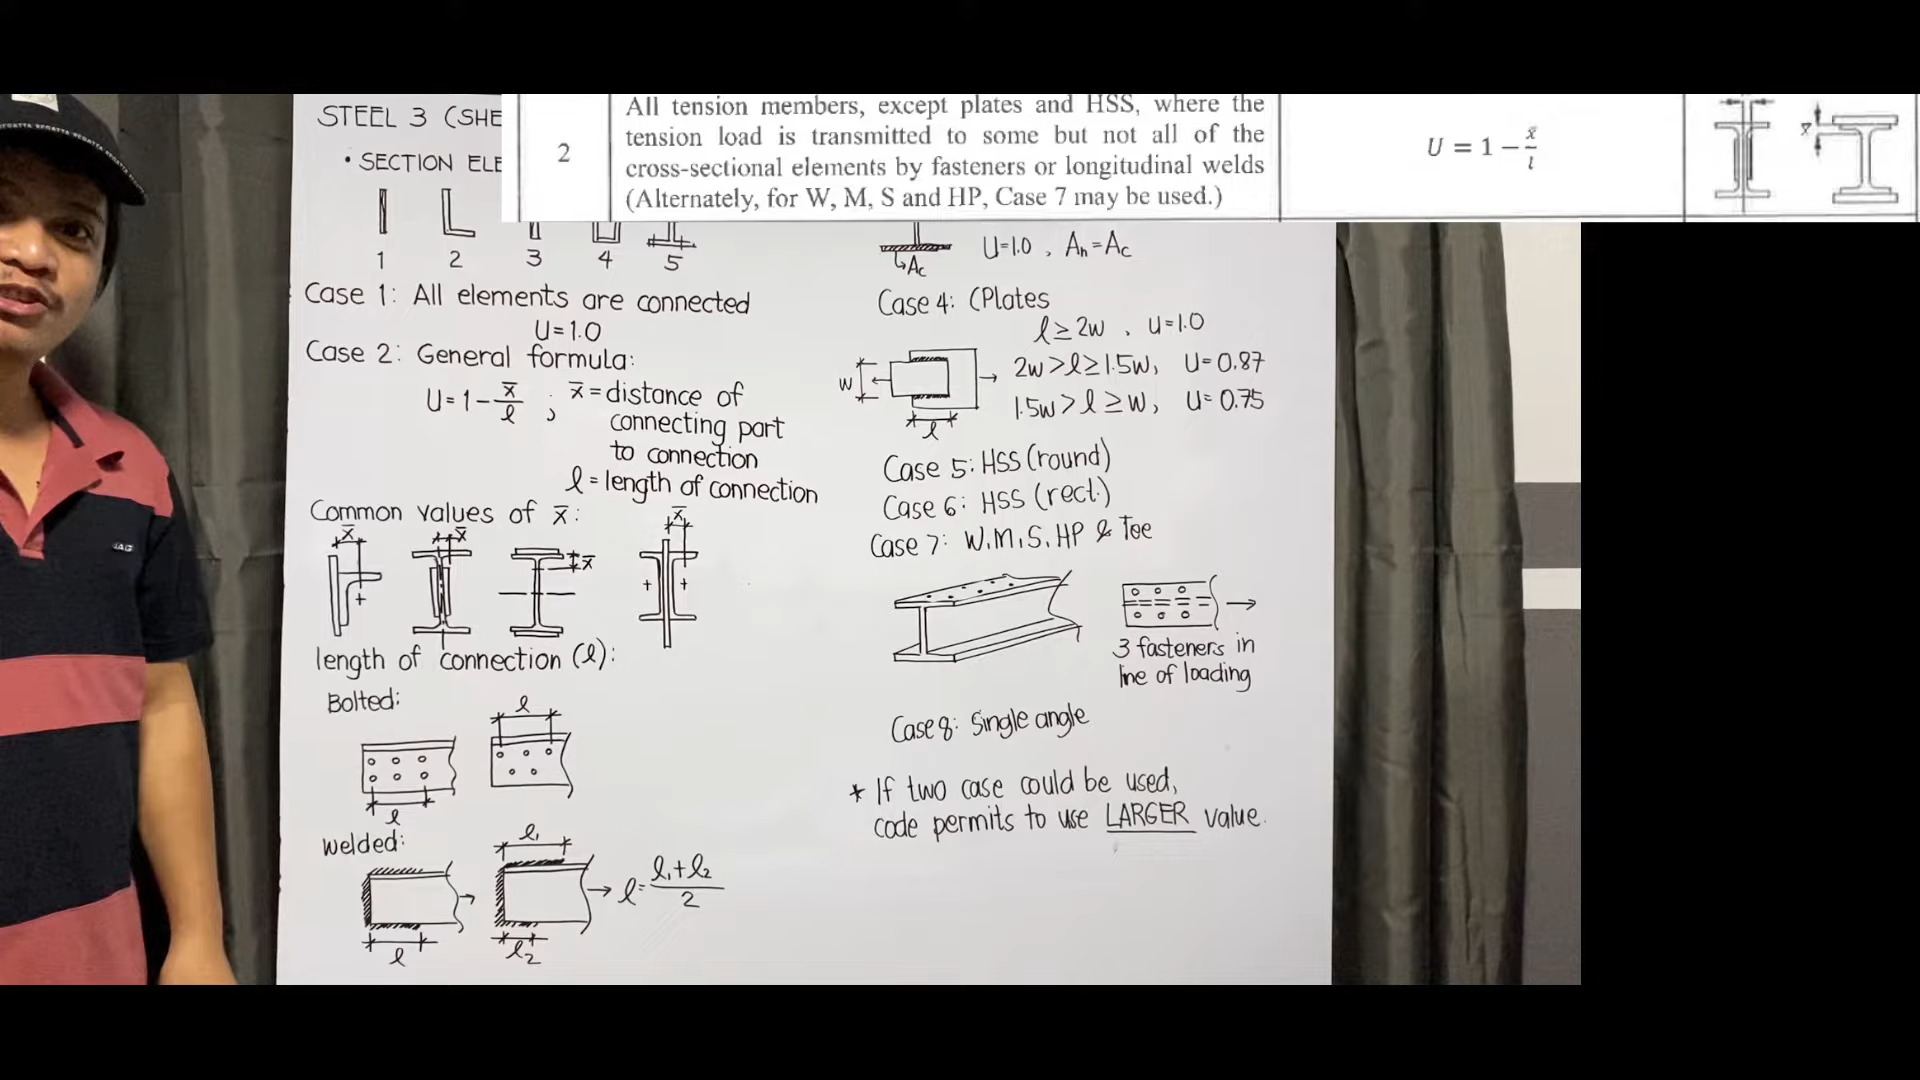 STEEL 3 (SHE
• SECTION ELE
1 2 3 4 5
Case 1: All elements are connected
U=1.0
Case 2: General formula:
U=1-x̄/ℓ ; x̄=distance of
connecting part
to connection
ℓ=length of connection
Common values of x̄:
x̄ x̄ x̄ x̄
length of connection (ℓ):
Bolted:
ℓ
ℓ
Welded:
ℓ₁
ℓ=(ℓ₁+ℓ₂)/2
ℓ ℓ₂
2
All tension members, except plates and HSS, where the
tension load is transmitted to some but not all of the
cross-sectional elements by fasteners or longitudinal welds
(Alternately, for W, M, S and HP, Case 7 may be used.)
U = 1 - x̄/l
x̄
Ac
U=1.0 , An=Ac
Case 4: (Plates
ℓ≥2w , U=1.0
w
2w>ℓ≥1.5w, U=0.87
1.5w>ℓ≥w, U=0.75
ℓ
Case 5: HSS (round)
Case 6: HSS (rect.)
Case 7: W,M,S,HP & Tee
3 fasteners in
line of loading
Case 8: Single angle
* If two case could be used,
code permits to use LARGER value.